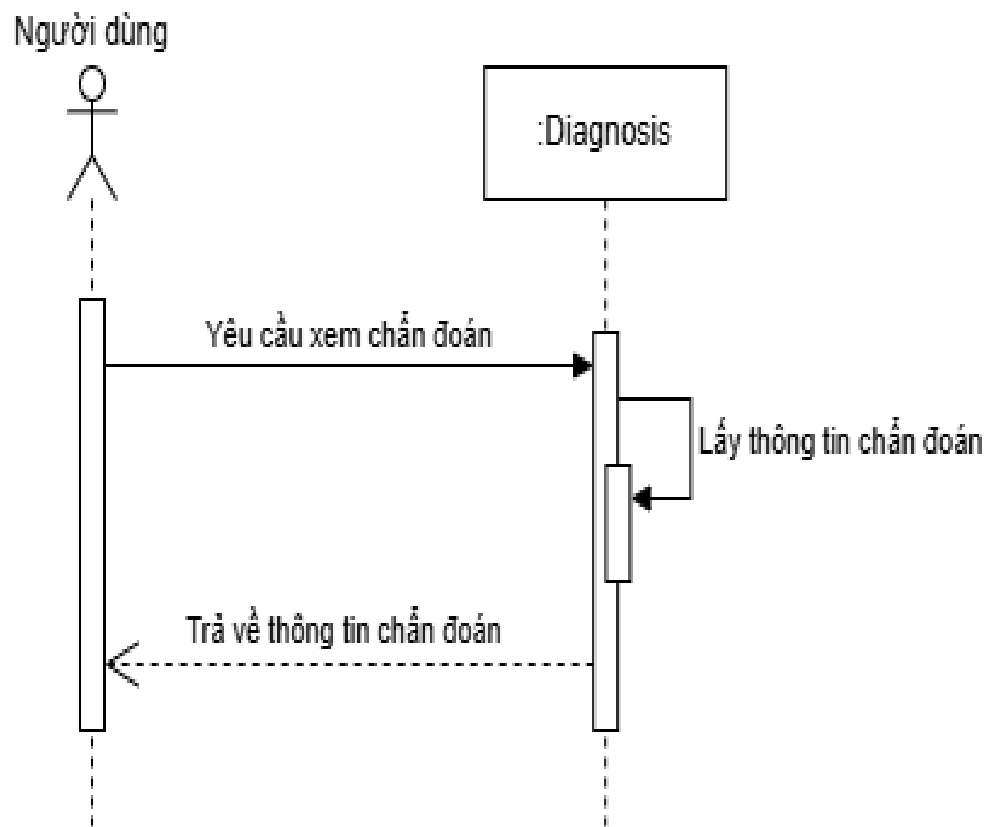 Người dùng
:Diagnosis
Yêu cầu xem chẩn đoán
Lấy thông tin chẩn đoán
Trả về thông tin chẩn đoán